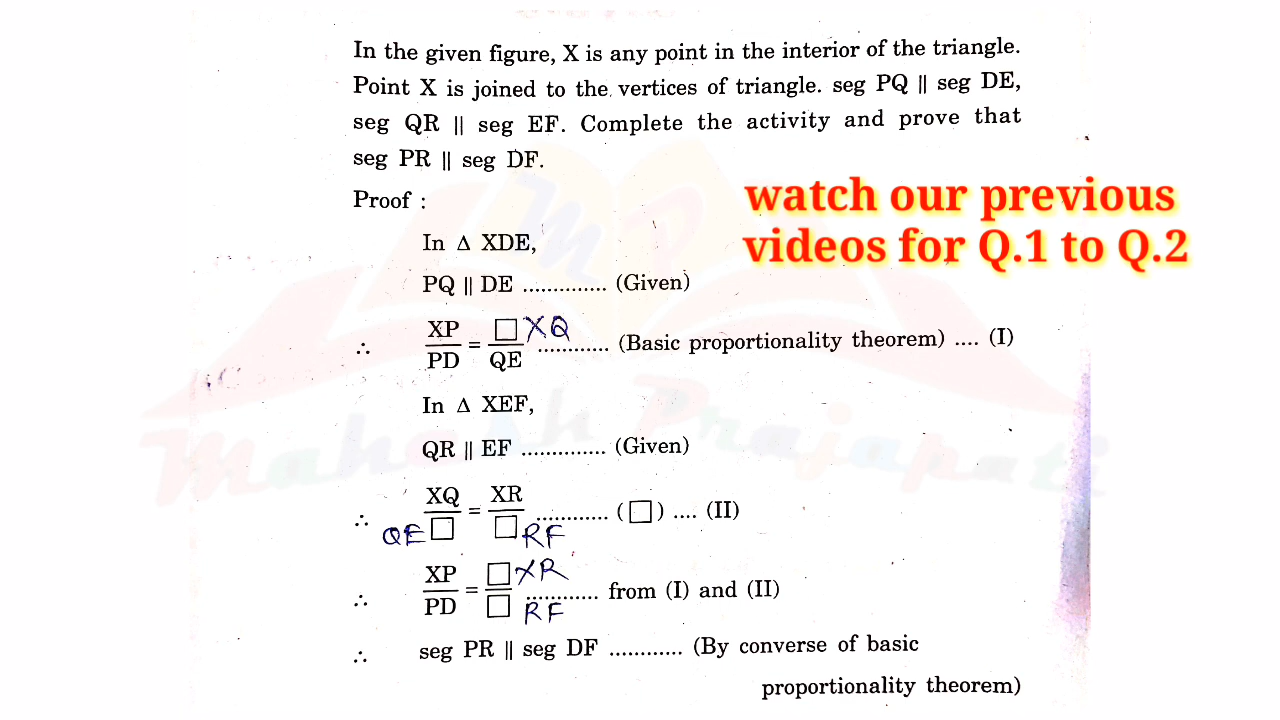 In the given figure, X is any point in the interior of the triangle.
Point X is joined to the vertices of triangle. seg PQ || seg DE,
seg QR || seg EF. Complete the activity and prove that
seg PR || seg DF.
Proof :
watch our previous
videos for Q.1 to Q.2
In Δ XDE,
PQ || DE .............. (Given)
∴ XP/PD = □ XQ/QE ............ (Basic proportionality theorem) .... (I)
In Δ XEF,
QR || EF .............. (Given)
∴ XQ/QE □ = XR/□ RF ............ (□) .... (II)
∴ XP/PD = □ XR/□ RF ............ from (I) and (II)
∴ seg PR || seg DF ............ (By converse of basic
proportionality theorem)
Mahesh Prajapati